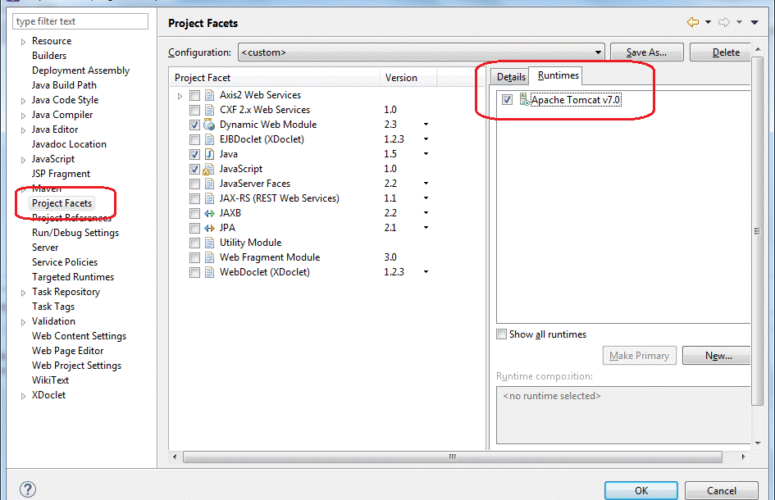 type filter text
Project Facets
Resource
Builders
Deployment Assembly
Java Build Path
Java Code Style
Java Compiler
Java Editor
Javadoc Location
JavaScript
JSP Fragment
Maven
Project Facets
Project References
Run/Debug Settings
Server
Service Policies
Targeted Runtimes
Task Repository
Task Tags
Validation
Web Content Settings
Web Page Editor
Web Project Settings
WikiText
XDoclet
Configuration: <custom> Save As... Delete
Project Facet Version
Axis2 Web Services
CXF 2.x Web Services 1.0
Dynamic Web Module 2.3
EJBDoclet (XDoclet) 1.2.3
Java 1.5
JavaScript 1.0
JavaServer Faces 2.2
JAX-RS (REST Web Services) 1.1
JAXB 2.2
JPA 2.1
Utility Module
Web Fragment Module 3.0
WebDoclet (XDoclet) 1.2.3
Details Runtimes
Apache Tomcat v7.0
Show all runtimes
Make Primary New...
Runtime composition:
<no runtime selected>
OK Cancel